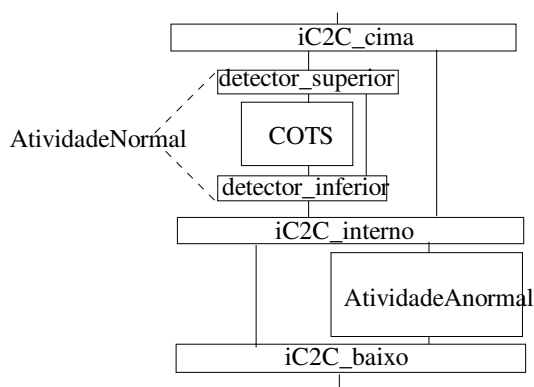 iC2C_cima
detector_superior
AtividadeNormal
COTS
detector_inferior
iC2C_interno
AtividadeAnormal
iC2C_baixo